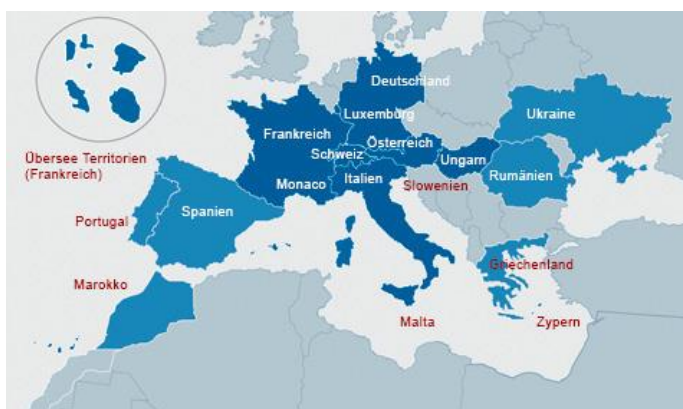 Deutschland
Luxembörg
Ukraine
Frankreich
Österreich
Schweiz
Ungarn
Übersee Territorien
(Frankreich)
Monaco
Italien
Slowenien
Rumänien
Portugal
Spanien
Griechenland
Marokko
Malta
Zypern